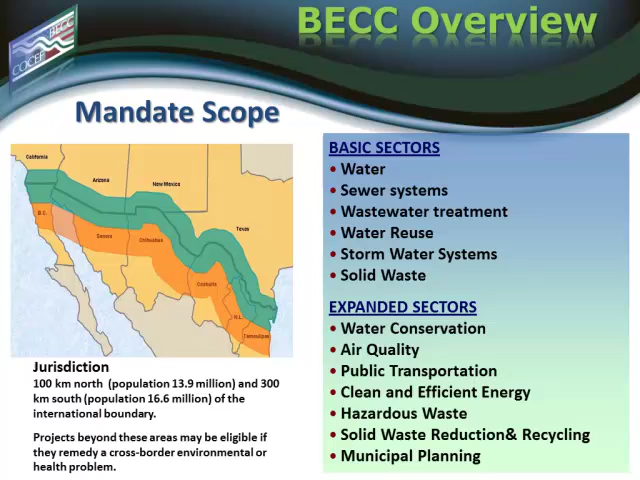 BECC Overview
BECC
COCEF
Mandate Scope
California
Arizona
New Mexico
Texas
B.C.
Sonora
Chihuahua
Coahuila
N.L.
Tamaulipas
Jurisdiction
100 km north (population 13.9 million) and 300
km south (population 16.6 million) of the
international boundary.
Projects beyond these areas may be eligible if
they remedy a cross-border environmental or
health problem.
BASIC SECTORS
• Water
• Sewer systems
• Wastewater treatment
• Water Reuse
• Storm Water Systems
• Solid Waste
EXPANDED SECTORS
• Water Conservation
• Air Quality
• Public Transportation
• Clean and Efficient Energy
• Hazardous Waste
• Solid Waste Reduction& Recycling
• Municipal Planning